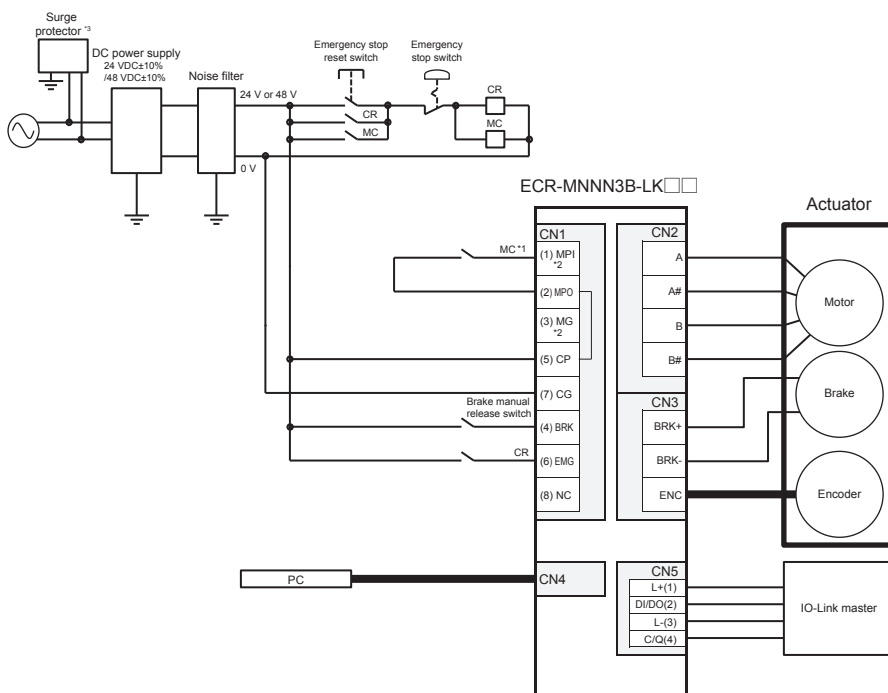 Surge
protector *3
DC power supply
24 VDC±10%
/48 VDC±10%
Noise filter
24 V or 48 V
0 V
Emergency stop
reset switch
Emergency
stop switch
CR
MC
CR
MC
ECR-MNNN3B-LK□□
Actuator
CN1
MC*1
(1) MPI
*2
(2) MPO
(3) MG
*2
(5) CP
(7) CG
Brake manual
release switch
(4) BRK
CR
(6) EMG
(8) NC
CN2
A
A#
B
B#
CN3
BRK+
BRK-
ENC
Motor
Brake
Encoder
PC
CN4
CN5
L+(1)
DI/DO(2)
L-(3)
C/Q(4)
IO-Link master